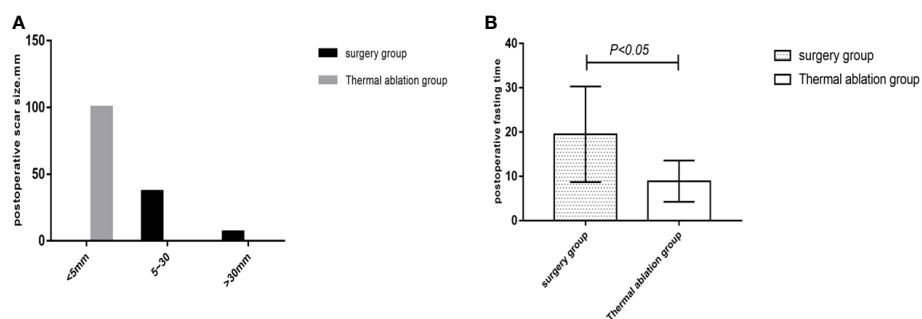 A
postoperative scar size.mm
150
100
50
0
<5mm
5~30
>30mm
surgery group
Thermal ablation group
B
postoperative fasting time
40
30
20
10
0
P<0.05
surgery group
Thermal ablation group
surgery group
Thermal ablation group